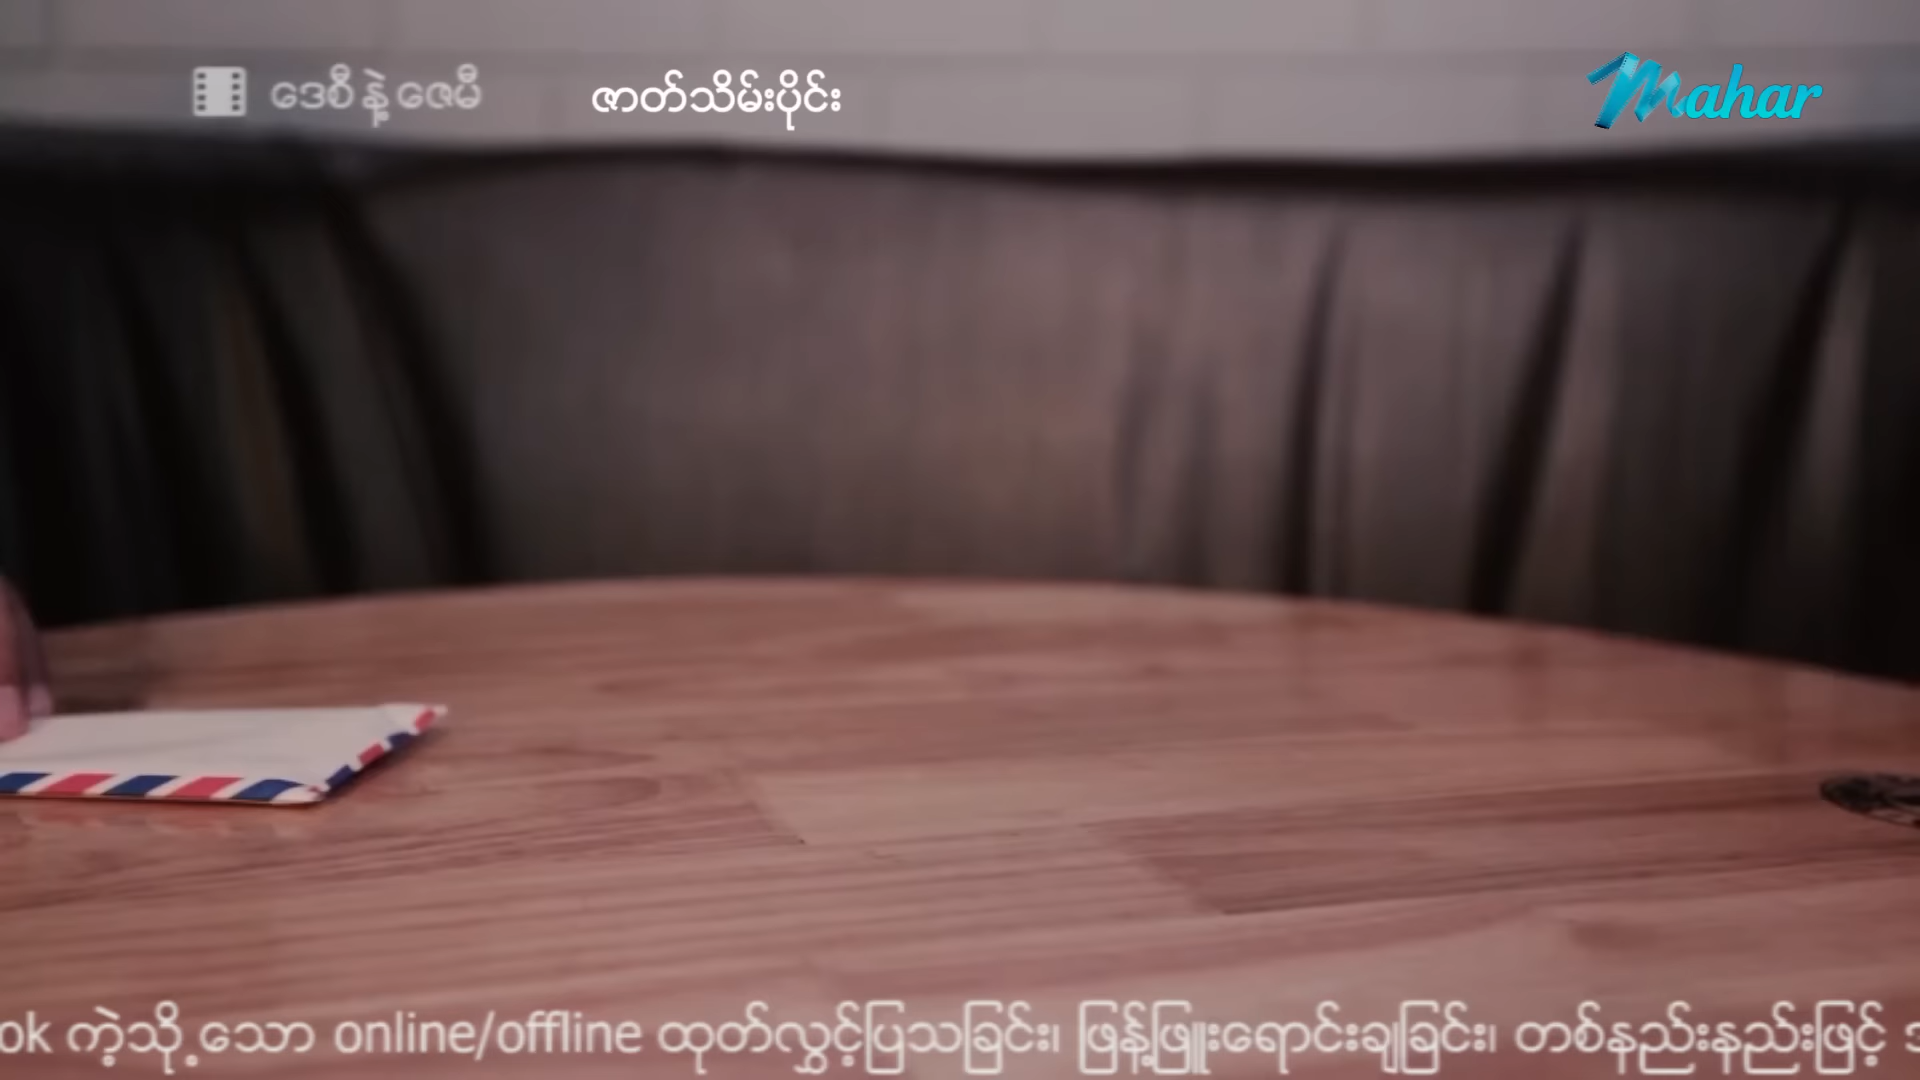 ဒေစီနဲ့ ဇေမီ
ဇာတ်သိမ်းပိုင်း
Mahar
ok ကဲ့သို့သော online/offline ထုတ်လွှင့်ပြသခြင်း၊ ဖြန့်ဖြူးရောင်းချခြင်း၊ တစ်နည်းနည်းဖြင့်